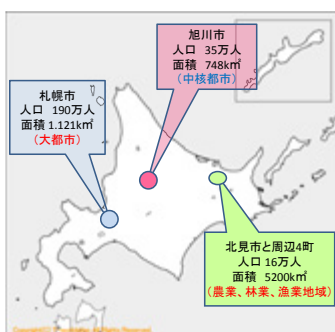 旭川市
人口 35万人
面積 748k㎡
(中核都市)
札幌市
人口 190万人
面積 1.121k㎡
(大都市)
北見市と周辺4町
人口 16万人
面積 5200k㎡
(農業、林業、漁業地域)